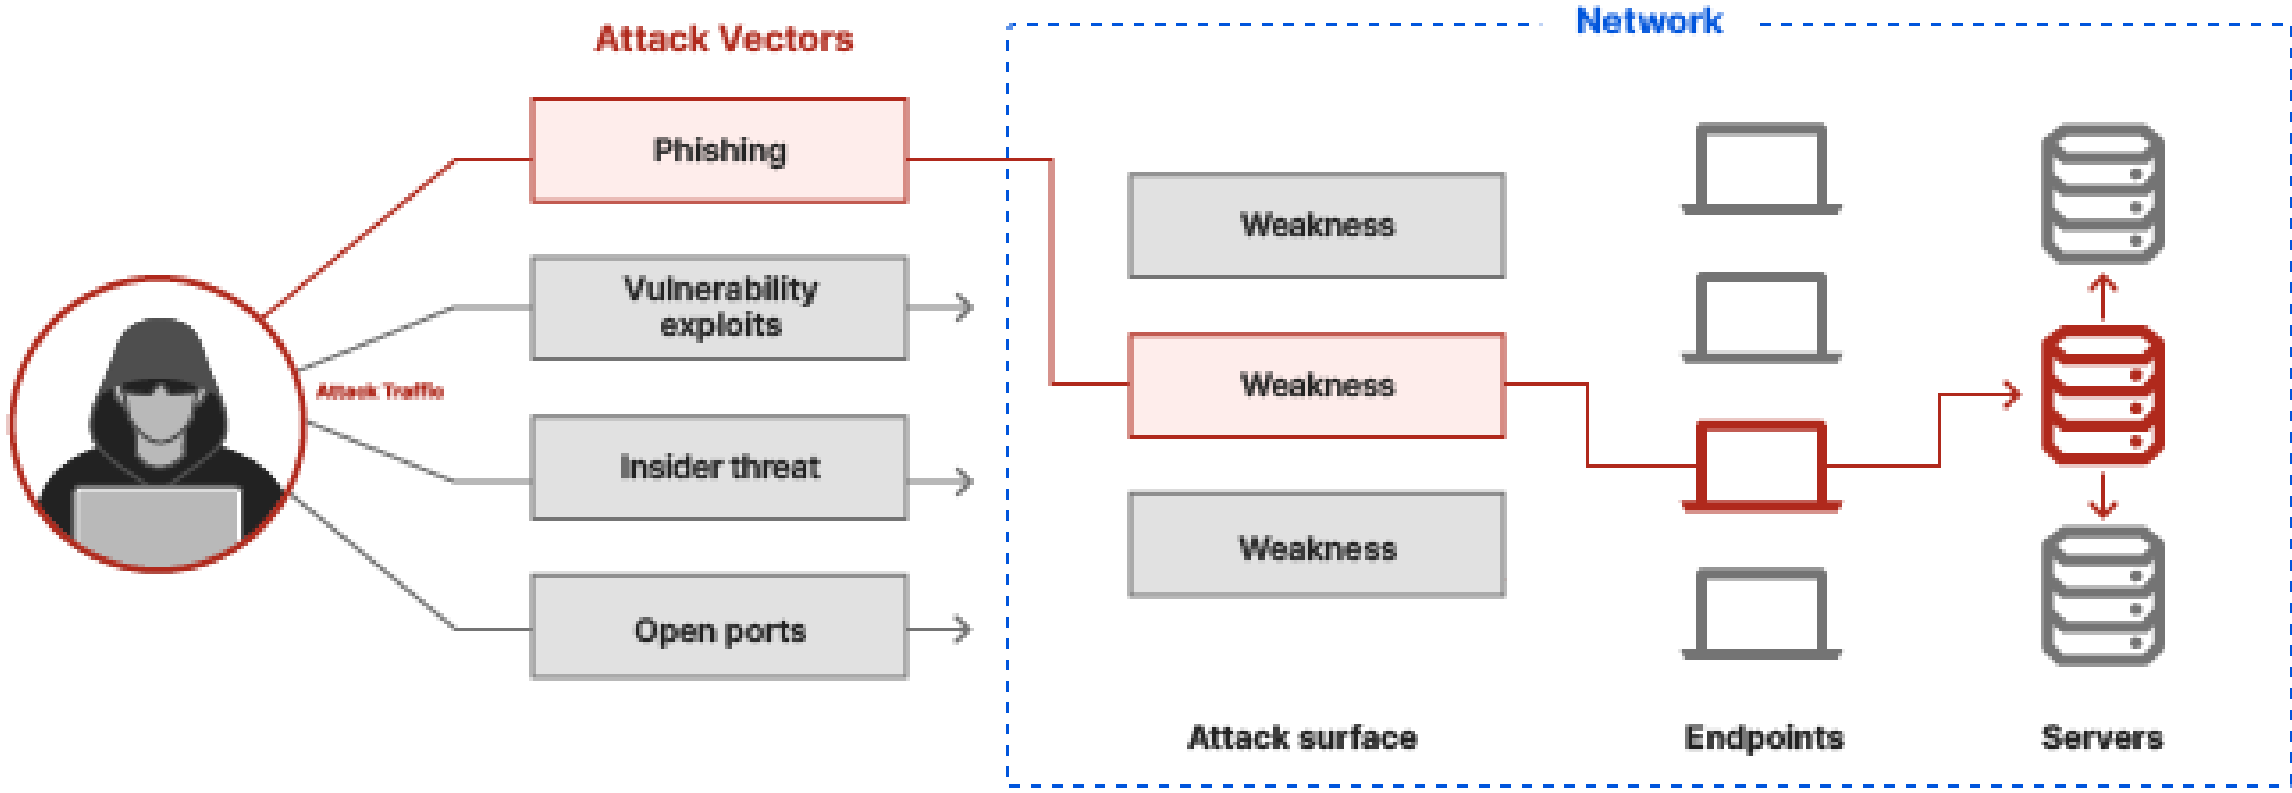 Attack Vectors
Network
Phishing
Vulnerability
exploits
Attack Traffic
Insider threat
Open ports
Weakness
Weakness
Weakness
Attack surface
Endpoints
Servers